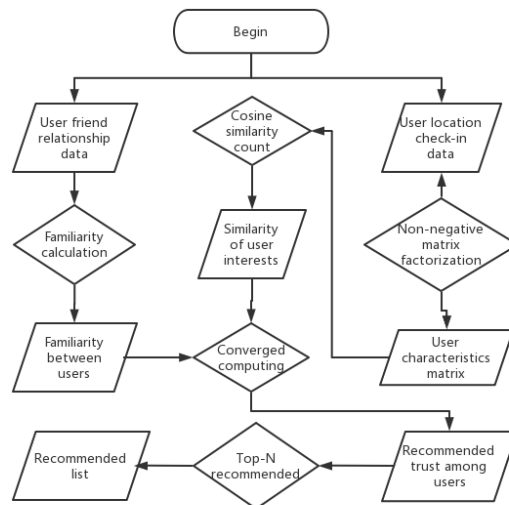 Begin
User friend
relationship
data
Cosine
similarity
count
User location
check-in
data
Familiarity
calculation
Similarity
of user
interests
Non-negative
matrix
factorization
Familiarity
between
users
Converged
computing
User
characteristics
matrix
Recommended
list
Top-N
recommended
Recommended
trust among
users